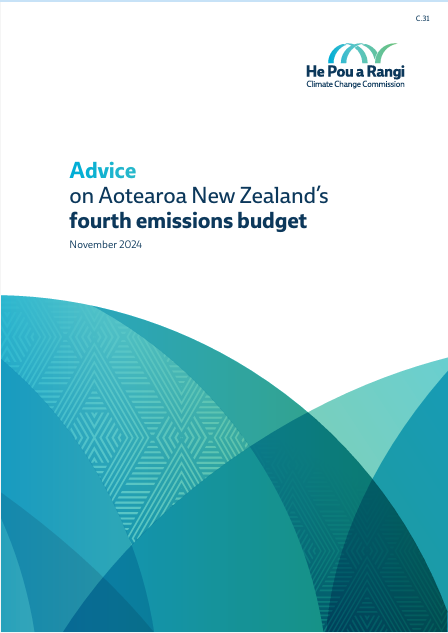 C.31
He Pou a Rangi
Climate Change Commission
Advice
on Aotearoa New Zealand's
fourth emissions budget
November 2024